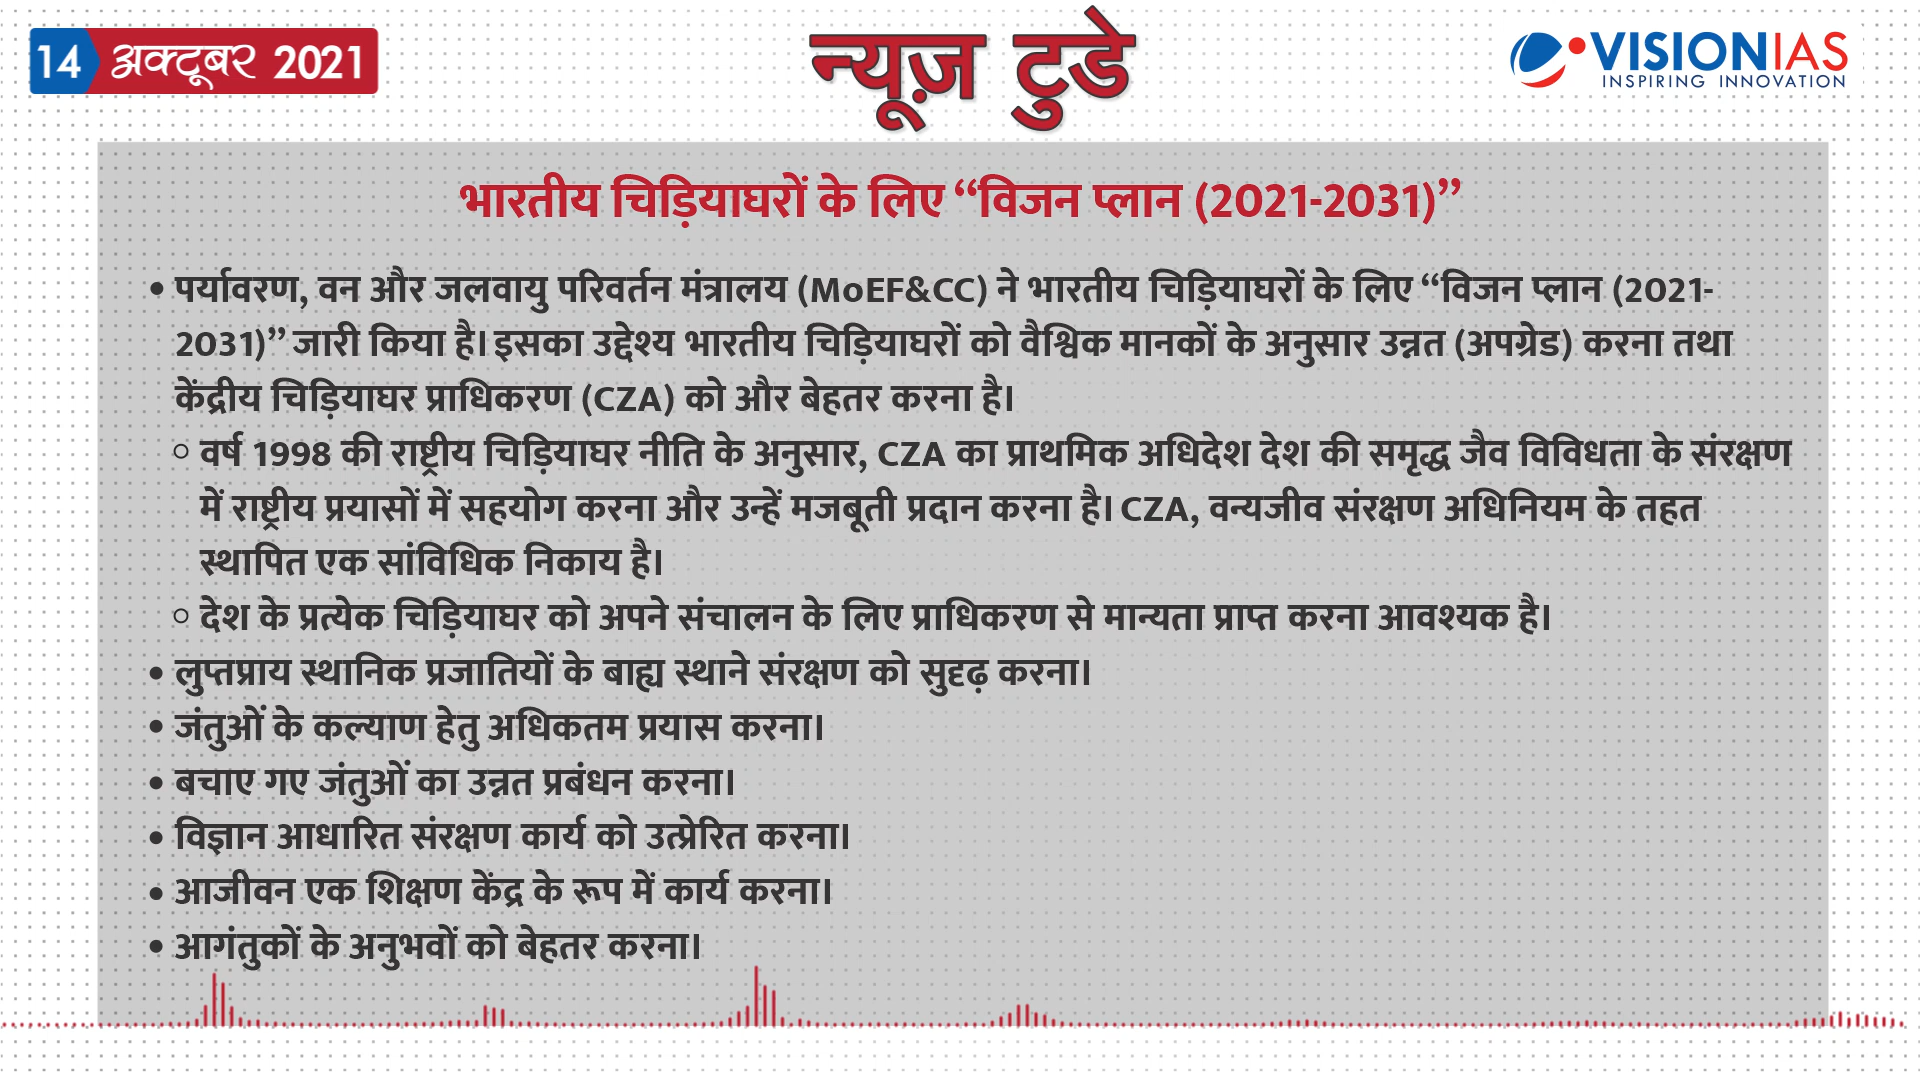 14 अक्टूबर 2021
न्यूज़ टुडे
VISIONIAS
INSPIRING INNOVATION
भारतीय चिड़ियाघरों के लिए “विजन प्लान (2021-2031)”
• पर्यावरण, वन और जलवायु परिवर्तन मंत्रालय (MoEF&CC) ने भारतीय चिड़ियाघरों के लिए “विजन प्लान (2021-
2031)” जारी किया है। इसका उद्देश्य भारतीय चिड़ियाघरों को वैश्विक मानकों के अनुसार उन्नत (अपग्रेड) करना तथा
केंद्रीय चिड़ियाघर प्राधिकरण (CZA) को और बेहतर करना है।
○ वर्ष 1998 की राष्ट्रीय चिड़ियाघर नीति के अनुसार, CZA का प्राथमिक अधिदेश देश की समृद्ध जैव विविधता के संरक्षण
में राष्ट्रीय प्रयासों में सहयोग करना और उन्हें मजबूती प्रदान करना है। CZA, वन्यजीव संरक्षण अधिनियम के तहत
स्थापित एक सांविधिक निकाय है।
○ देश के प्रत्येक चिड़ियाघर को अपने संचालन के लिए प्राधिकरण से मान्यता प्राप्त करना आवश्यक है।
• लुप्तप्राय स्थानिक प्रजातियों के बाह्य स्थाने संरक्षण को सुदृढ़ करना।
• जंतुओं के कल्याण हेतु अधिकतम प्रयास करना।
• बचाए गए जंतुओं का उन्नत प्रबंधन करना।
• विज्ञान आधारित संरक्षण कार्य को उत्प्रेरित करना।
• आजीवन एक शिक्षण केंद्र के रूप में कार्य करना।
• आगंतुकों के अनुभवों को बेहतर करना।